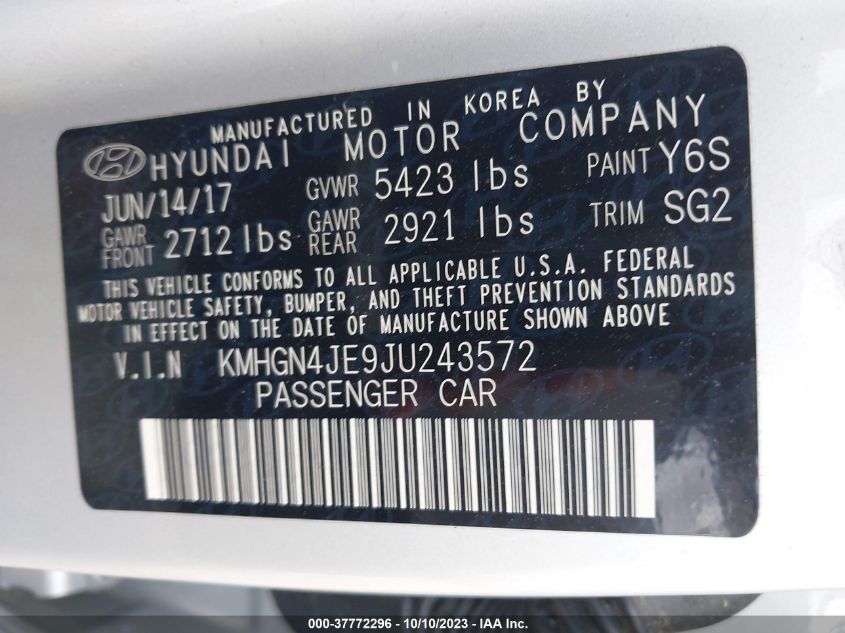 MANUFACTURED IN KOREA BY
HYUNDAI MOTOR COMPANY
JUN/14/17 GVWR 5423 lbs PAINT Y6S
GAWR FRONT 2712 lbs GAWR REAR 2921 lbs TRIM SG2
THIS VEHICLE CONFORMS TO ALL APPLICABLE U.S.A. FEDERAL
MOTOR VEHICLE SAFETY, BUMPER, AND THEFT PREVENTION STANDARDS
IN EFFECT ON THE DATE OF MANUFACTURE SHOWN ABOVE
V.I.N KMHGN4JE9JU243572
PASSENGER CAR
000-37772296 - 10/10/2023 - © IAA Holdings, LLC - © IAA, Inc.